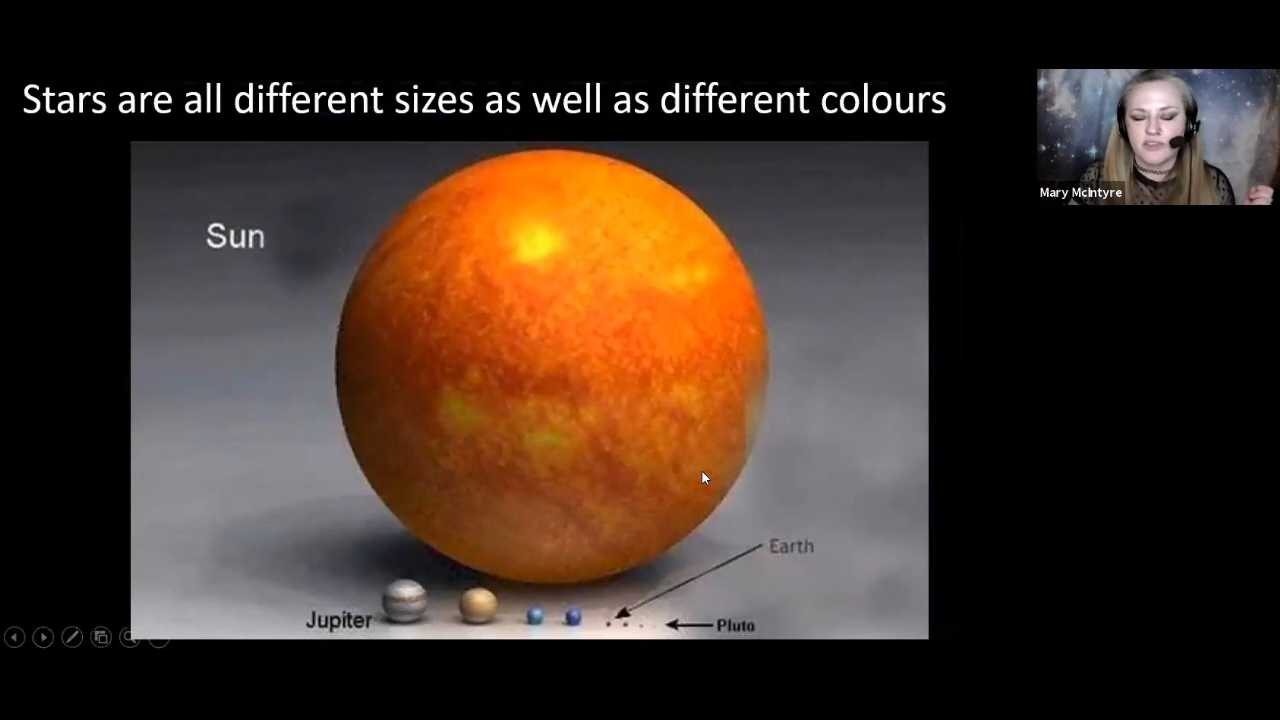 Stars are all different sizes as well as different colours
Mary McIntyre
Sun
Earth
Jupiter
Pluto